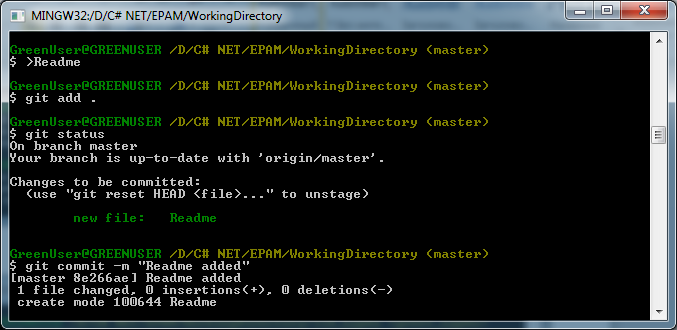 MINGW32:/D/C# NET/EPAM/WorkingDirectory
GreenUser@GREENUSER /D/C# NET/EPAM/WorkingDirectory (master)
$ >Readme
GreenUser@GREENUSER /D/C# NET/EPAM/WorkingDirectory (master)
$ git add .
GreenUser@GREENUSER /D/C# NET/EPAM/WorkingDirectory (master)
$ git status
On branch master
Your branch is up-to-date with 'origin/master'.
Changes to be committed:
(use "git reset HEAD <file>..." to unstage)
new file: Readme
GreenUser@GREENUSER /D/C# NET/EPAM/WorkingDirectory (master)
$ git commit -m "Readme added"
[master 8e266ae] Readme added
1 file changed, 0 insertions(+), 0 deletions(-)
create mode 100644 Readme